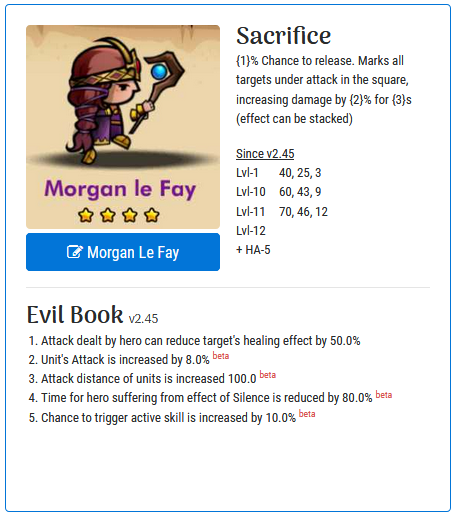 Sacrifice
{1}% Chance to release. Marks all
targets under attack in the square,
increasing damage by {2}% for {3}s
(effect can be stacked)
Since v2.45
Lvl-1 40, 25, 3
Lvl-10 60, 43, 9
Lvl-11 70, 46, 12
Lvl-12
+ HA-5
Morgan le Fay
Morgan Le Fay
Evil Book v2.45
1. Attack dealt by hero can reduce target's healing effect by 50.0%
2. Unit's Attack is increased by 8.0% beta
3. Attack distance of units is increased 100.0 beta
4. Time for hero suffering from effect of Silence is reduced by 80.0% beta
5. Chance to trigger active skill is increased by 10.0% beta